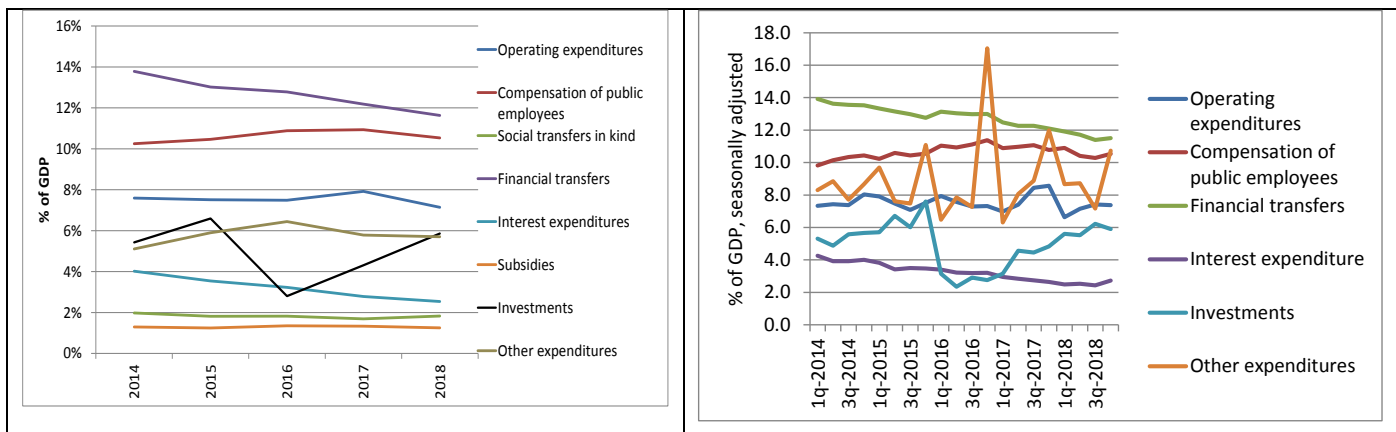 16%
14%
12%
10%
8%
6%
4%
2%
0%
% of GDP
2014
2015
2016
2017
2018
Operating expenditures
Compensation of public
employees
Social transfers in kind
Financial transfers
Interest expenditures
Subsidies
Investments
Other expenditures
18.0
16.0
14.0
12.0
10.0
8.0
6.0
4.0
2.0
0.0
% of GDP, seasonally adjusted
1q-2014
3q-2014
1q-2015
3q-2015
1q-2016
3q-2016
1q-2017
3q-2017
1q-2018
3q-2018
Operating
expenditures
Compensation of
public employees
Financial transfers
Interest expenditure
Investments
Other expenditures